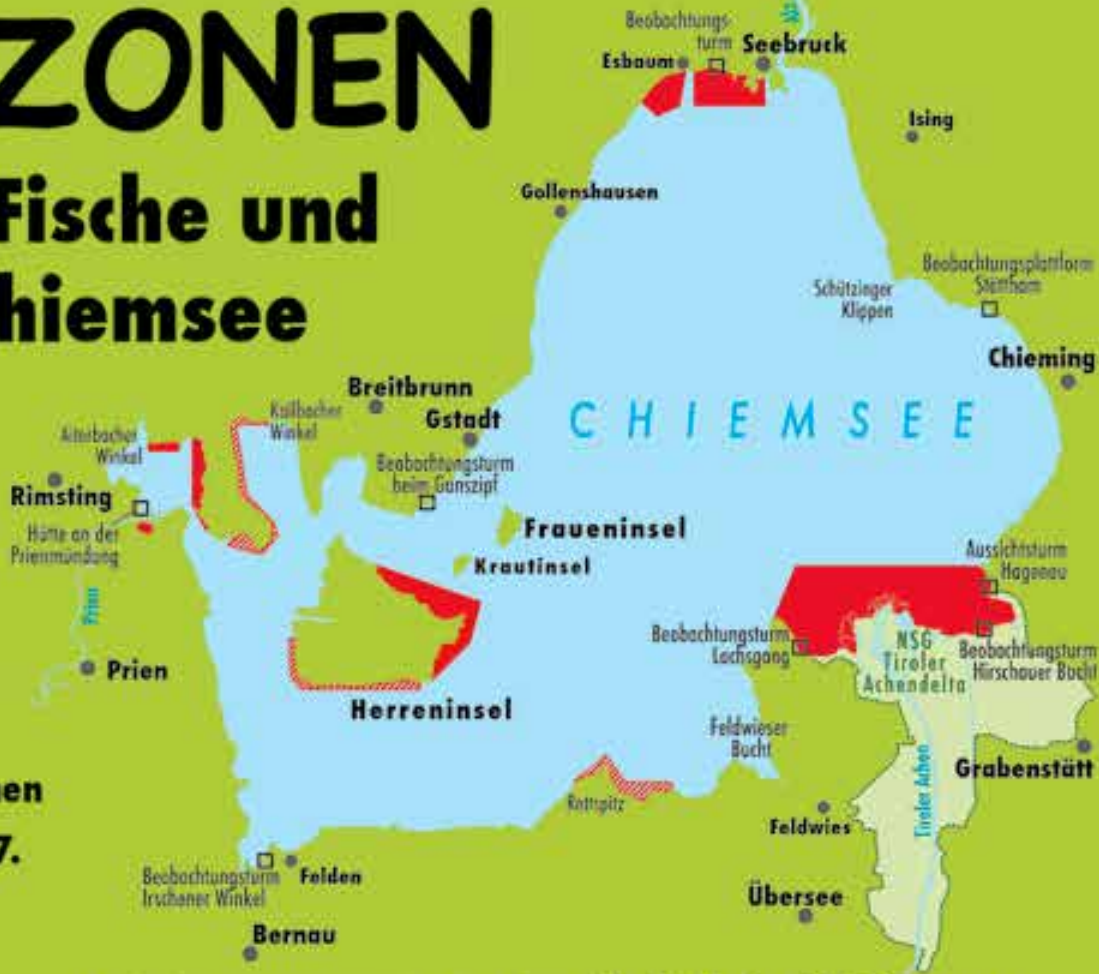 ZONEN
Fische und
hiemsee
Beobachtungs-
turm
Seebruck
Esbaum
Ising
Gollenshausen
Beobachtungsplattform
Stöttham
Schützinger
Klippen
Chieming
CHIEMSEE
Breitbrunn
Kailbacher
Winkel
Gstadt
Aiterbacher
Winkel
Beobachtungsturm
beim Ganszipf
Rimsting
Hütte an der
Prienmündung
Fraueninsel
Krautinsel
Aussichtsturm
Hagenau
Prien
Beobachtungsturm
Lachsgang
NSG
Tiroler
Achendelta
Beobachtungsturm
Hirschauer Bucht
Prien
Herreninsel
Feldwieser
Bucht
Grabenstätt
Tiroler Achen
Rottspitz
Feldwies
en
7.
Beobachtungsturm
Irschener Winkel
Felden
Übersee
Bernau